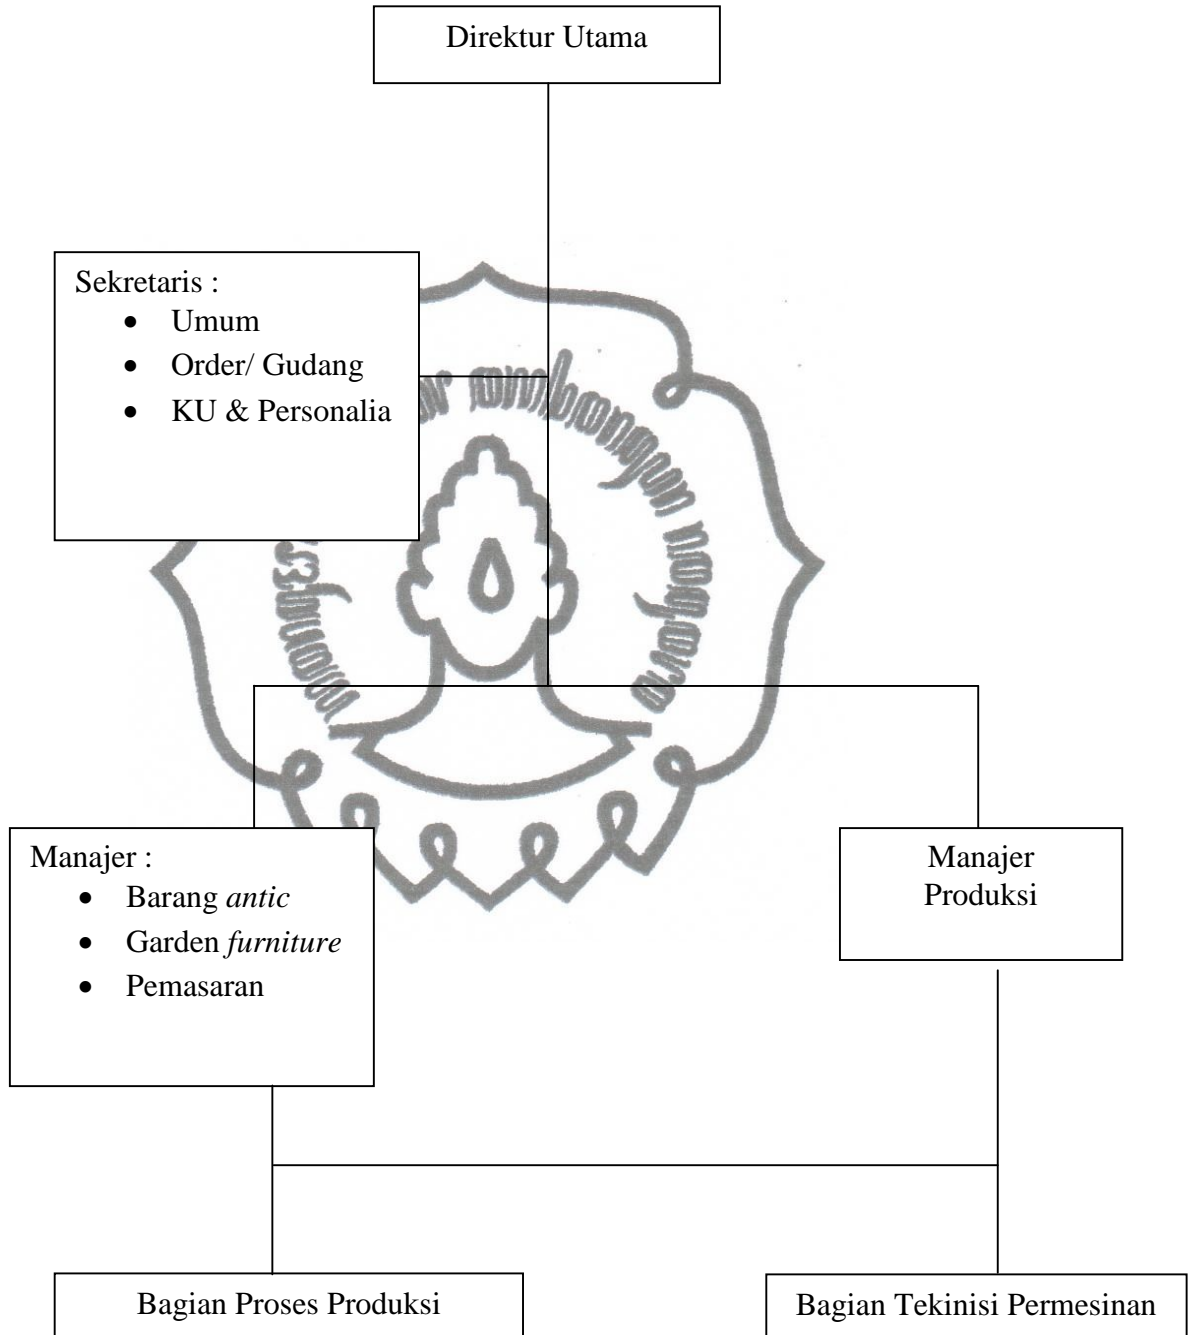 Direktur Utama
Sekretaris :
• Umum
• Order/ Gudang
• KU & Personalia
Manajer :
• Barang antic
• Garden furniture
• Pemasaran
Manajer
Produksi
Bagian Proses Produksi
Bagian Tekinisi Permesinan